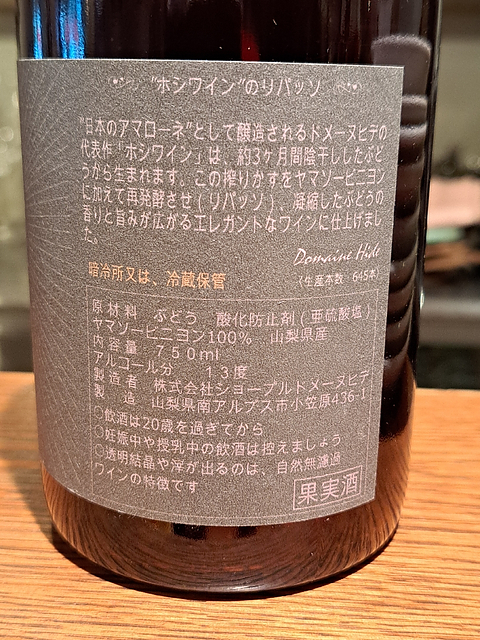 "ホシワイン"のリパッソ
"日本のアマローネ"として醸造されるドメーヌヒデの
代表作「ホシワイン」は、約3ヶ月間陰干ししたぶど
うから生まれます。この搾りかすをヤマソービニヨン
に加えて再発酵させ(リパッソ)、凝縮したぶどうの
香りと旨みが広がるエレガントなワインに仕上げまし
た。
Domaine Hide
(生産本数 645本)
暗冷所又は、冷蔵保管
原材料 ぶどう 酸化防止剤(亜硫酸塩)
ヤマソービニヨン100% 山梨県産
内容量 750ml
アルコール分 13度
製造者 株式会社ショープルドメーヌヒデ
製造 山梨県南アルプス市小笠原436-1
○飲酒は20歳を過ぎてから
○妊娠中や授乳中の飲酒は控えましょう
○透明結晶や滓が出るのは、自然無濾過
ワインの特徴です
果実酒